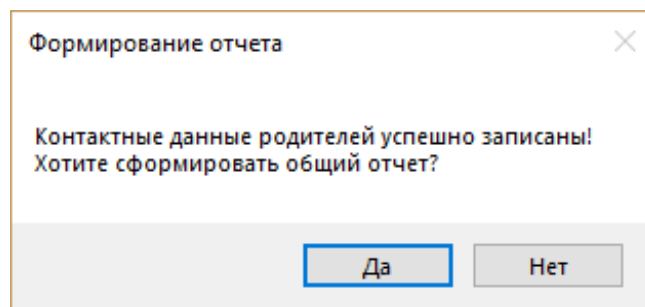 Формирование отчета
Контактные данные родителей успешно записаны!
Хотите сформировать общий отчет?
Да
Нет